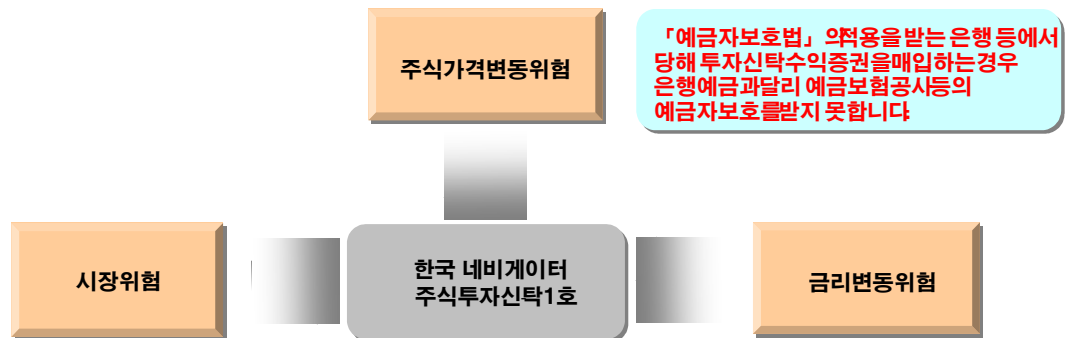 주식가격변동위험
「예금자보호법」의적용을 받는 은행 등에서
당해 투자신탁수익증권을매입하는경우
은행예금과달리 예금보험공사등의
예금자보호를받지 못합니다.
시장위험
한국 네비게이터
주식투자신탁1호
금리변동위험